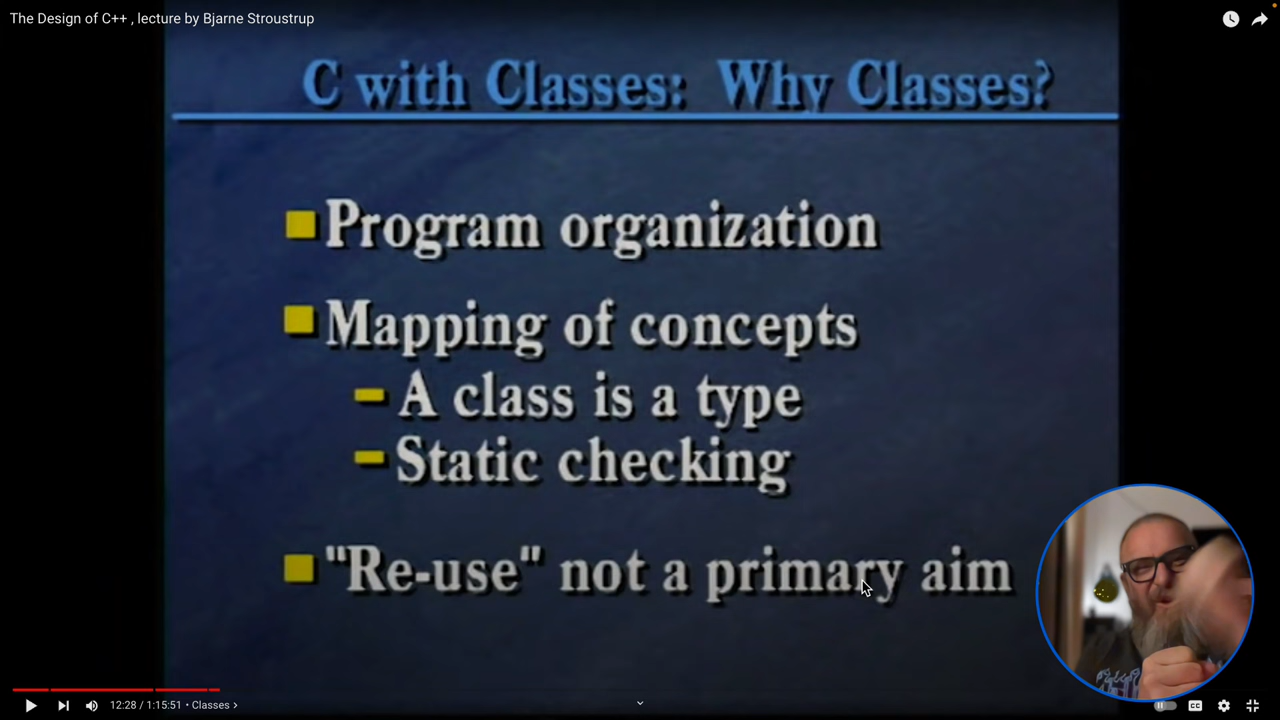 The Design of C++ , lecture by Bjarne Stroustrup
C with Classes: Why Classes?
Program organization
Mapping of concepts
A class is a type
Static checking
"Re-use" not a primary aim
12:28 / 1:15:51 • Classes
CC